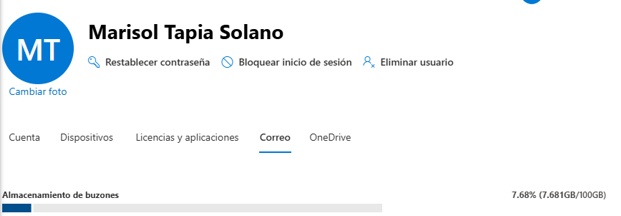 MT
Marisol Tapia Solano
Restablecer contraseña Bloquear inicio de sesión Eliminar usuario
Cambiar foto
Cuenta Dispositivos Licencias y aplicaciones Correo OneDrive
Almacenamiento de buzones 7.68% (7.681GB/100GB)